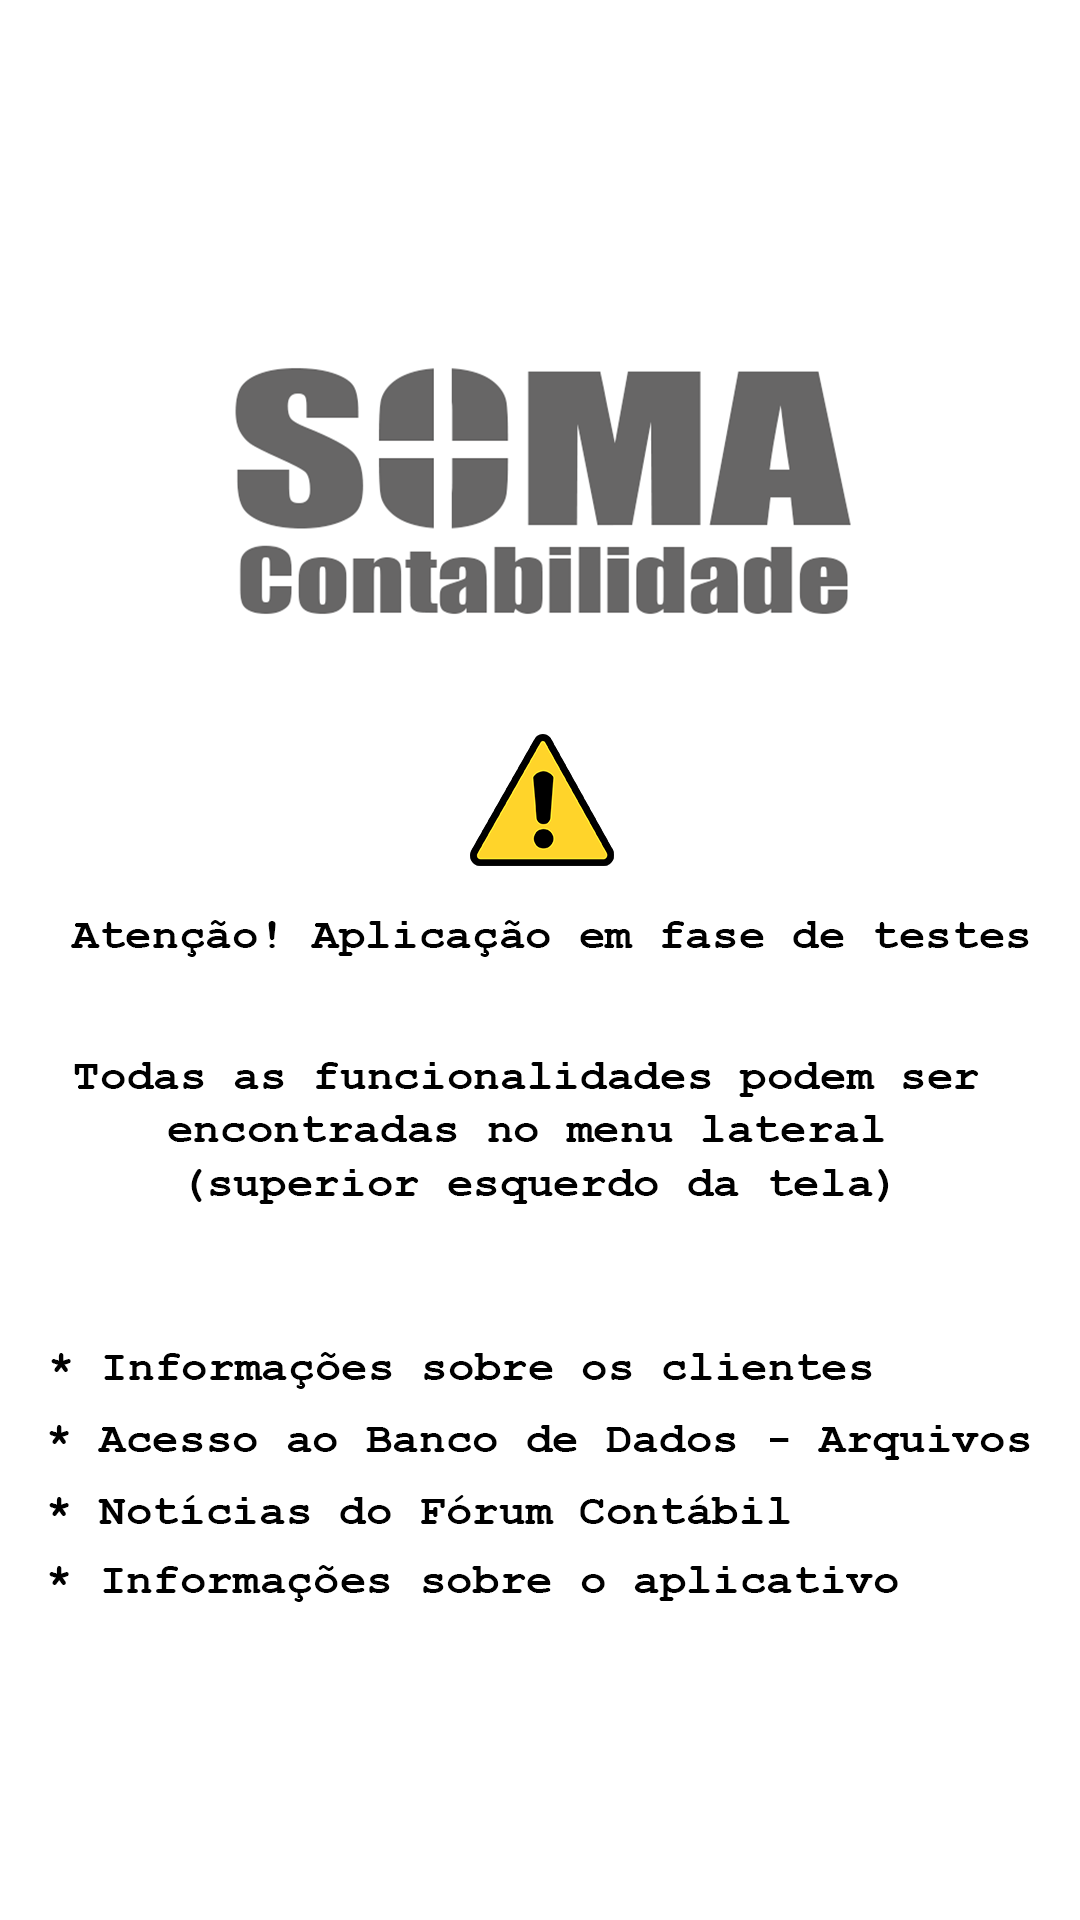 SOMA
Contabilidade
Atenção! Aplicação em fase de testes
Todas as funcionalidades podem ser
encontradas no menu lateral
(superior esquerdo da tela)
* Informações sobre os clientes
* Acesso ao Banco de Dados - Arquivos
* Notícias do Fórum Contábil
* Informações sobre o aplicativo